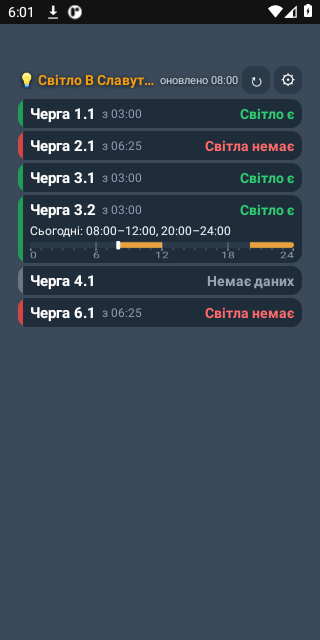 6:01
Світло В Славут... оновлено 08:00
Черга 1.1 з 03:00 Світло є
Черга 2.1 з 06:25 Світла немає
Черга 3.1 з 03:00 Світло є
Черга 3.2 з 03:00 Світло є
Сьогодні: 08:00–12:00, 20:00–24:00
0 6 12 18 24
Черга 4.1 Немає даних
Черга 6.1 з 06:25 Світла немає